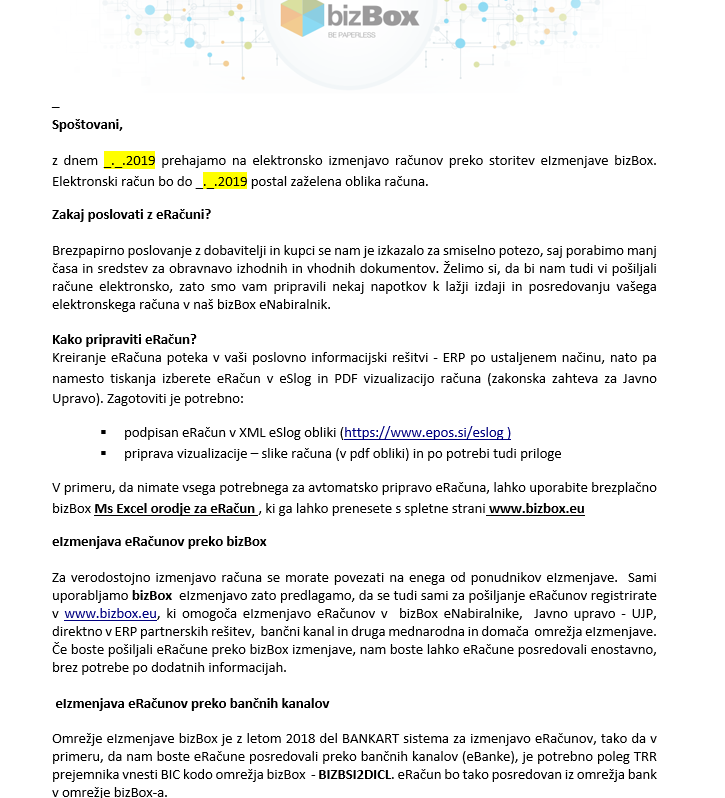 bizBox
BE PAPERLESS
_
Spoštovani,
z dnem _._.2019 prehajamo na elektronsko izmenjavo računov preko storitev eIzmenjave bizBox.
Elektronski račun bo do _._.2019 postal zaželena oblika računa.
Zakaj poslovati z eRačuni?
Brezpapirno poslovanje z dobavitelji in kupci se nam je izkazalo za smiselno potezo, saj porabimo manj
časa in sredstev za obravnavo izhodnih in vhodnih dokumentov. Želimo si, da bi nam tudi vi pošiljali
račune elektronsko, zato smo vam pripravili nekaj napotkov k lažji izdaji in posredovanju vašega
elektronskega računa v naš bizBox eNabiralnik.
Kako pripraviti eRačun?
Kreiranje eRačuna poteka v vaši poslovno informacijski rešitvi - ERP po ustaljenem načinu, nato pa
namesto tiskanja izberete eRačun v eSlog in PDF vizualizacijo računa (zakonska zahteva za Javno
Upravo). Zagotoviti je potrebno:
▪ podpisan eRačun v XML eSlog obliki (https://www.epos.si/eslog )
▪ priprava vizualizacije – slike računa (v pdf obliki) in po potrebi tudi priloge
V primeru, da nimate vsega potrebnega za avtomatsko pripravo eRačuna, lahko uporabite brezplačno
bizBox Ms Excel orodje za eRačun , ki ga lahko prenesete s spletne strani www.bizbox.eu
eIzmenjava eRačunov preko bizBox
Za verodostojno izmenjavo računa se morate povezati na enega od ponudnikov eIzmenjave. Sami
uporabljamo bizBox eIzmenjavo zato predlagamo, da se tudi sami za pošiljanje eRačunov registrirate
v www.bizbox.eu, ki omogoča eIzmenjavo eRačunov v bizBox eNabiralnike, Javno upravo - UJP,
direktno v ERP partnerskih rešitev, bančni kanal in druga mednarodna in domača omrežja eIzmenjave.
Če boste pošiljali eRačune preko bizBox izmenjave, nam boste lahko eRačune posredovali enostavno,
brez potrebe po dodatnih informacijah.
eIzmenjava eRačunov preko bančnih kanalov
Omrežje eIzmenjave bizBox je z letom 2018 del BANKART sistema za izmenjavo eRačunov, tako da v
primeru, da nam boste eRačune posredovali preko bančnih kanalov (eBanke), je potrebno poleg TRR
prejemnika vnesti BIC kodo omrežja bizBox - BIZBSI2DICL. eRačun bo tako posredovan iz omrežja bank
v omrežje bizBox-a.